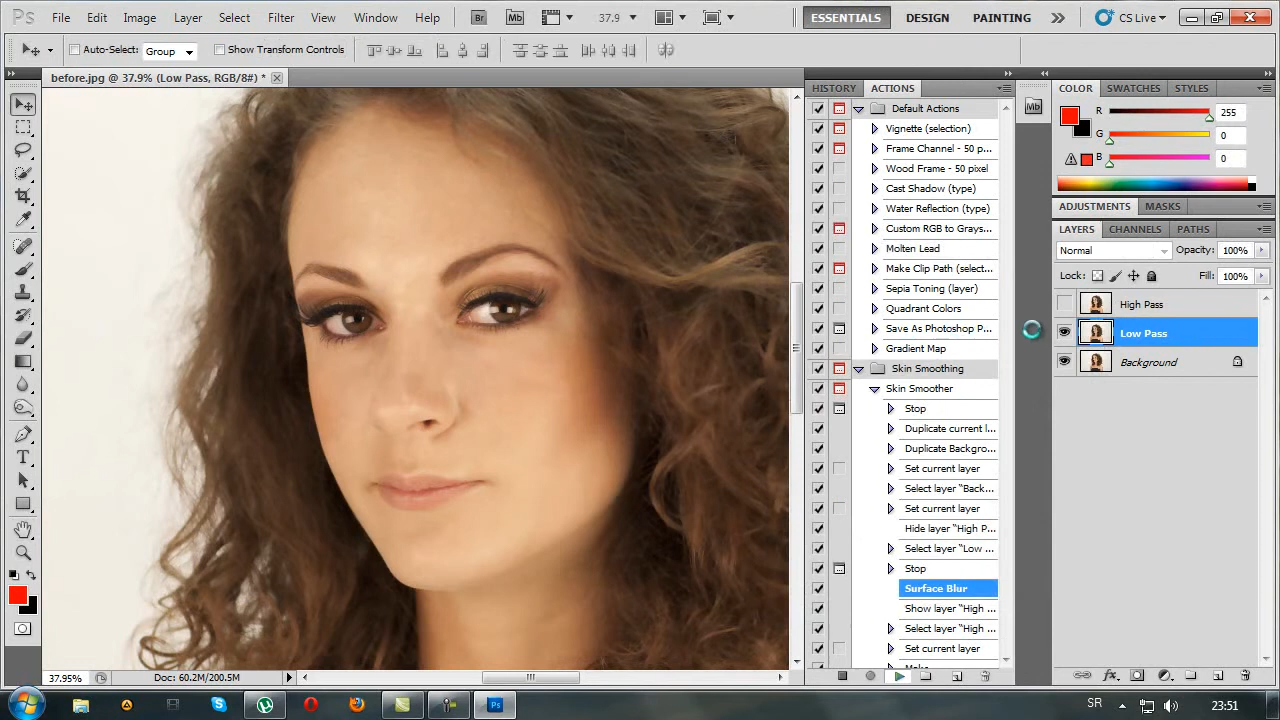 Ps File Edit Image Layer Select Filter View Window Help Br Mb 37.9 ESSENTIALS DESIGN PAINTING CS Live
Auto-Select: Group Show Transform Controls
before.jpg @ 37.9% (Low Pass, RGB/8#) *
HISTORY ACTIONS
Default Actions
Vignette (selection)
Frame Channel - 50 p...
Wood Frame - 50 pixel
Cast Shadow (type)
Water Reflection (type)
Custom RGB to Grays...
Molten Lead
Make Clip Path (select...
Sepia Toning (layer)
Quadrant Colors
Save As Photoshop P...
Gradient Map
Skin Smoothing
Skin Smoother
Stop
Duplicate current l...
Duplicate Backgro...
Set current layer
Select layer "Back...
Set current layer
Hide layer "High P...
Select layer "Low ...
Stop
Surface Blur
Show layer "High ...
Select layer "High ...
Set current layer
Make
Mb
COLOR SWATCHES STYLES
R 255
G 0
B 0
ADJUSTMENTS MASKS
LAYERS CHANNELS PATHS
Normal Opacity: 100%
Lock: Fill: 100%
High Pass
Low Pass
Background
fx
37.95% Doc: 60.2M/200.5M
Ps SR 23:51